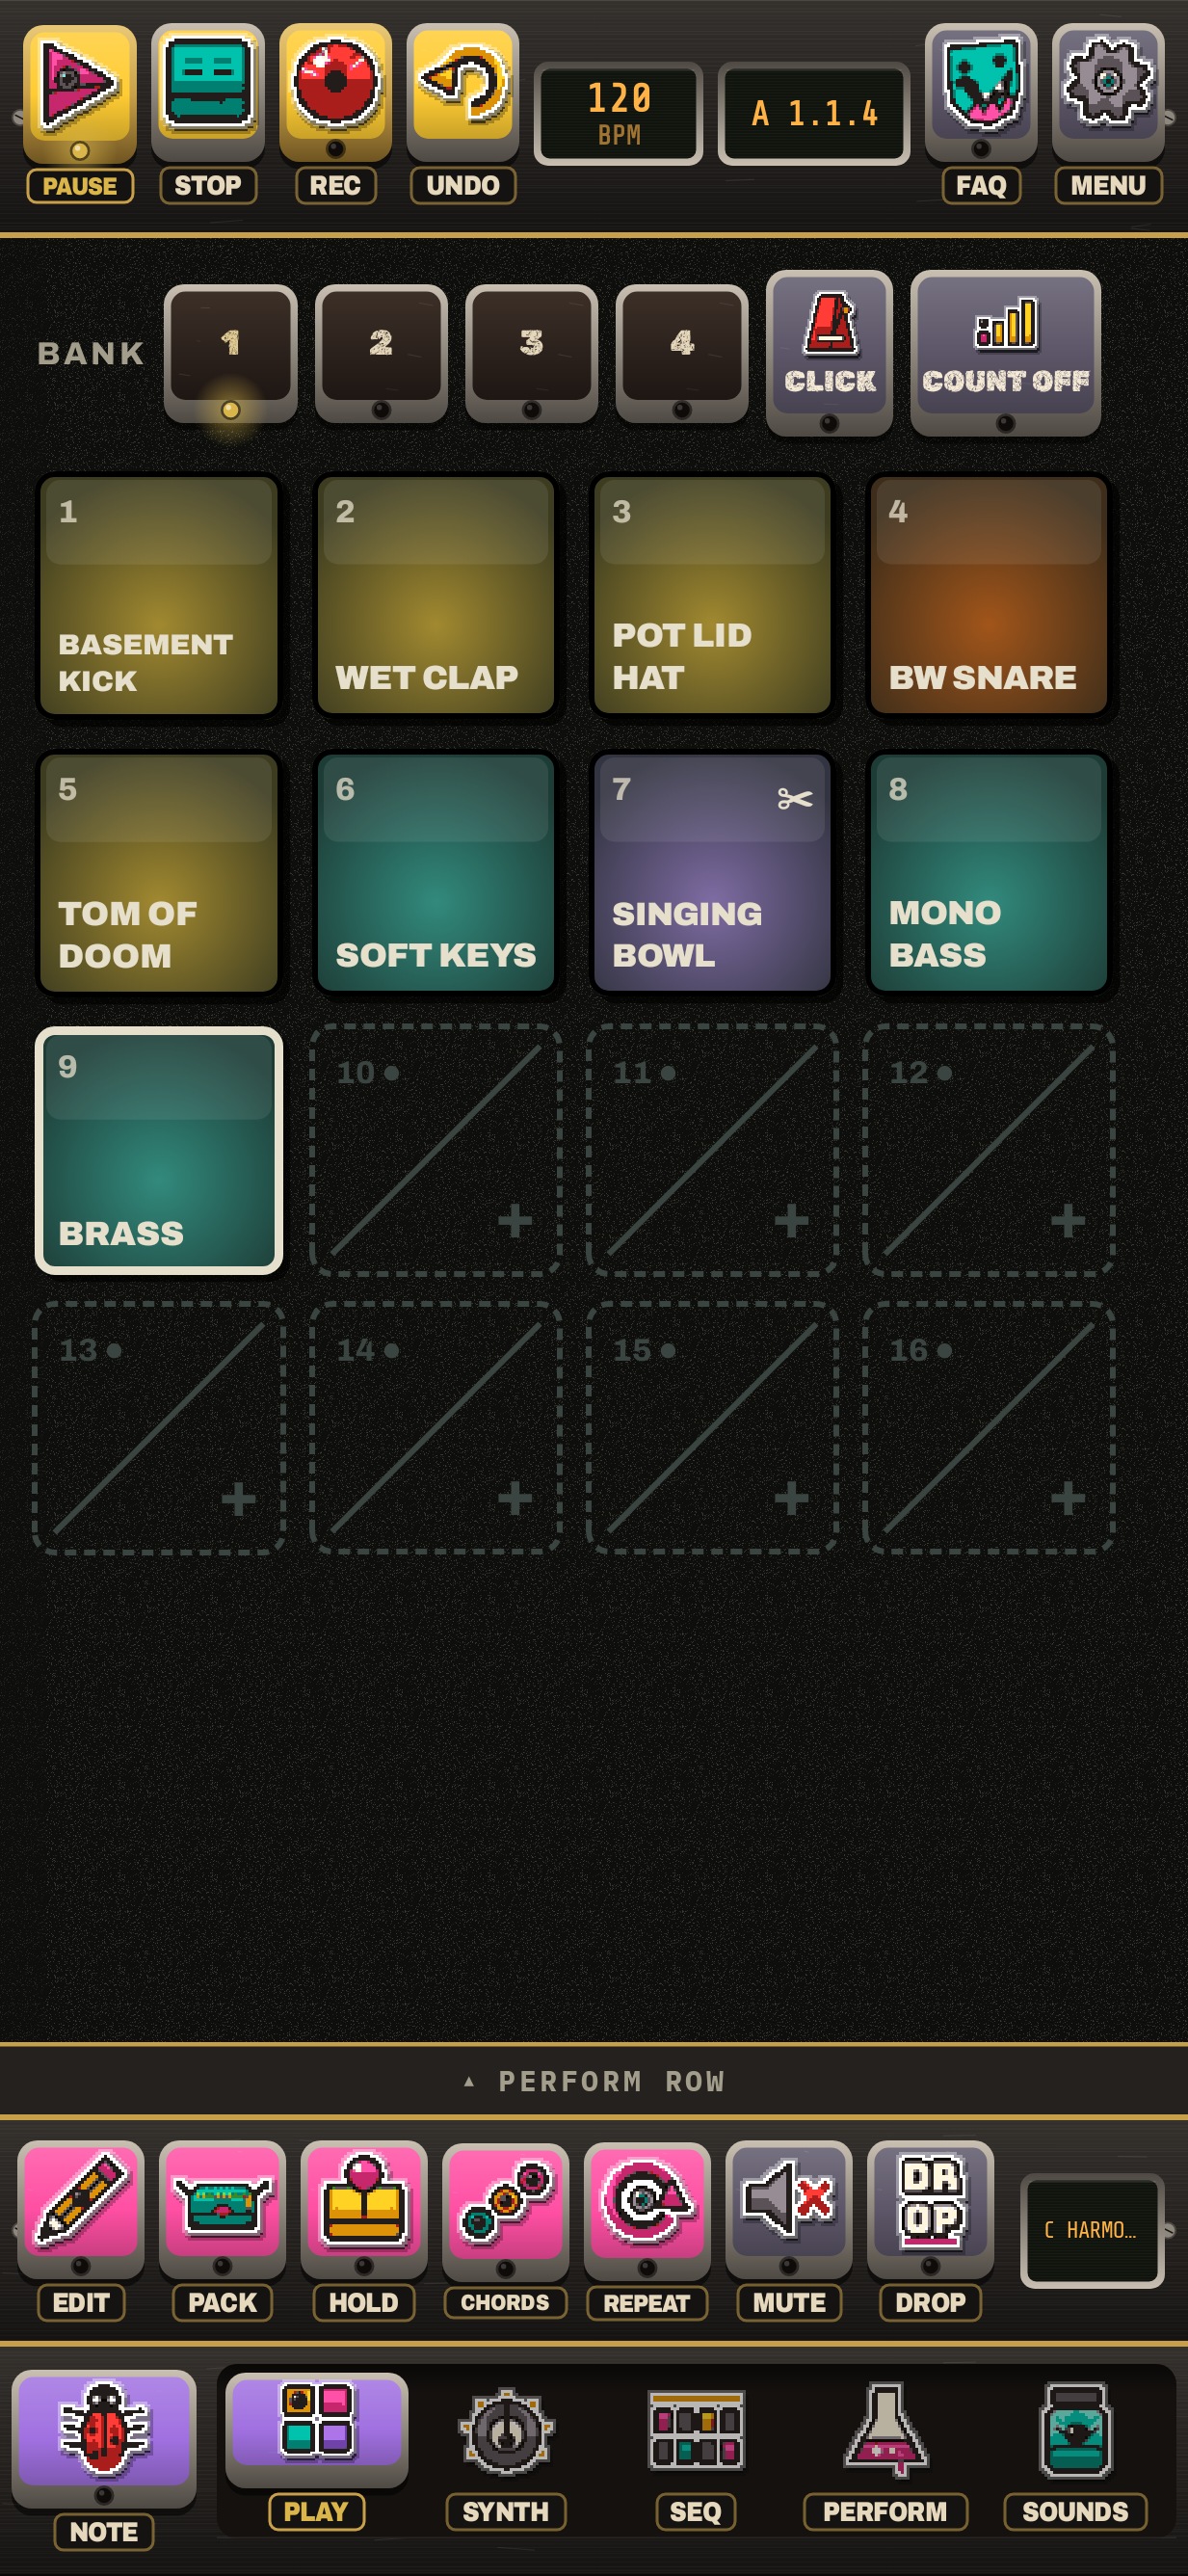 120
BPM
A 1.1.4
PAUSE
STOP
REC
UNDO
FAQ
MENU
BANK
1
2
3
4
CLICK
COUNT OFF
1
2
3
4
BASEMENT
KICK
WET CLAP
POT LID
HAT
BW SNARE
5
6
7
8
TOM OF
DOOM
SOFT KEYS
SINGING
BOWL
MONO
BASS
9
10
11
12
BRASS
13
14
15
16
PERFORM ROW
DR
OP
C HARMO…
EDIT
PACK
HOLD
CHORDS
REPEAT
MUTE
DROP
NOTE
PLAY
SYNTH
SEQ
PERFORM
SOUNDS